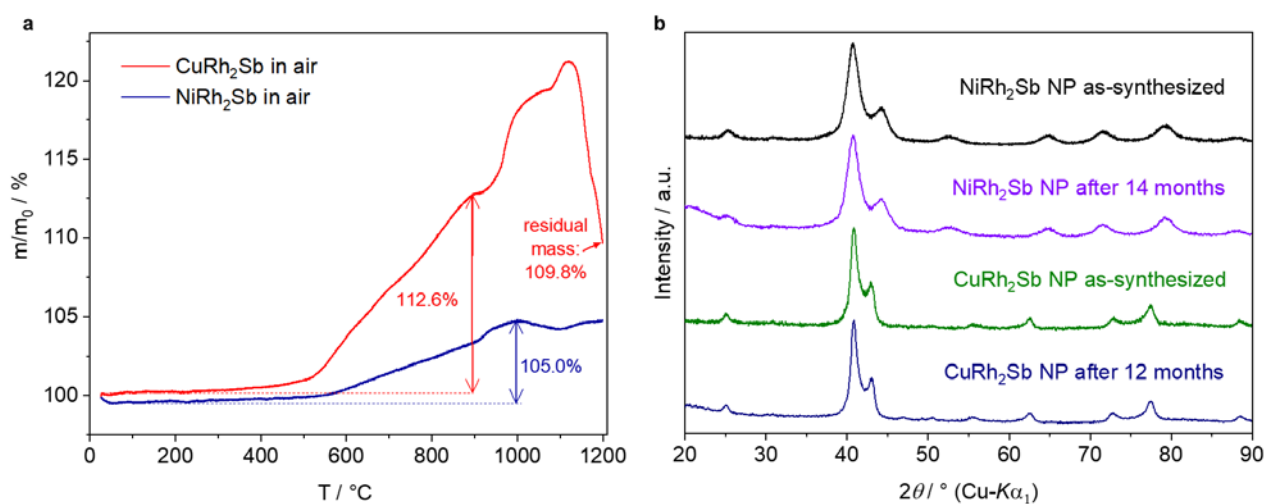 a
m/m₀ / %
120
115
110
105
100
CuRh₂Sb in air
NiRh₂Sb in air
residual
mass:
109.8%
112.6%
105.0%
0 200 400 600 800 1000 1200
T / °C
b
Intensity / a.u.
NiRh₂Sb NP as-synthesized
NiRh₂Sb NP after 14 months
CuRh₂Sb NP as-synthesized
CuRh₂Sb NP after 12 months
20 30 40 50 60 70 80 90
2θ / ° (Cu-Kα₁)